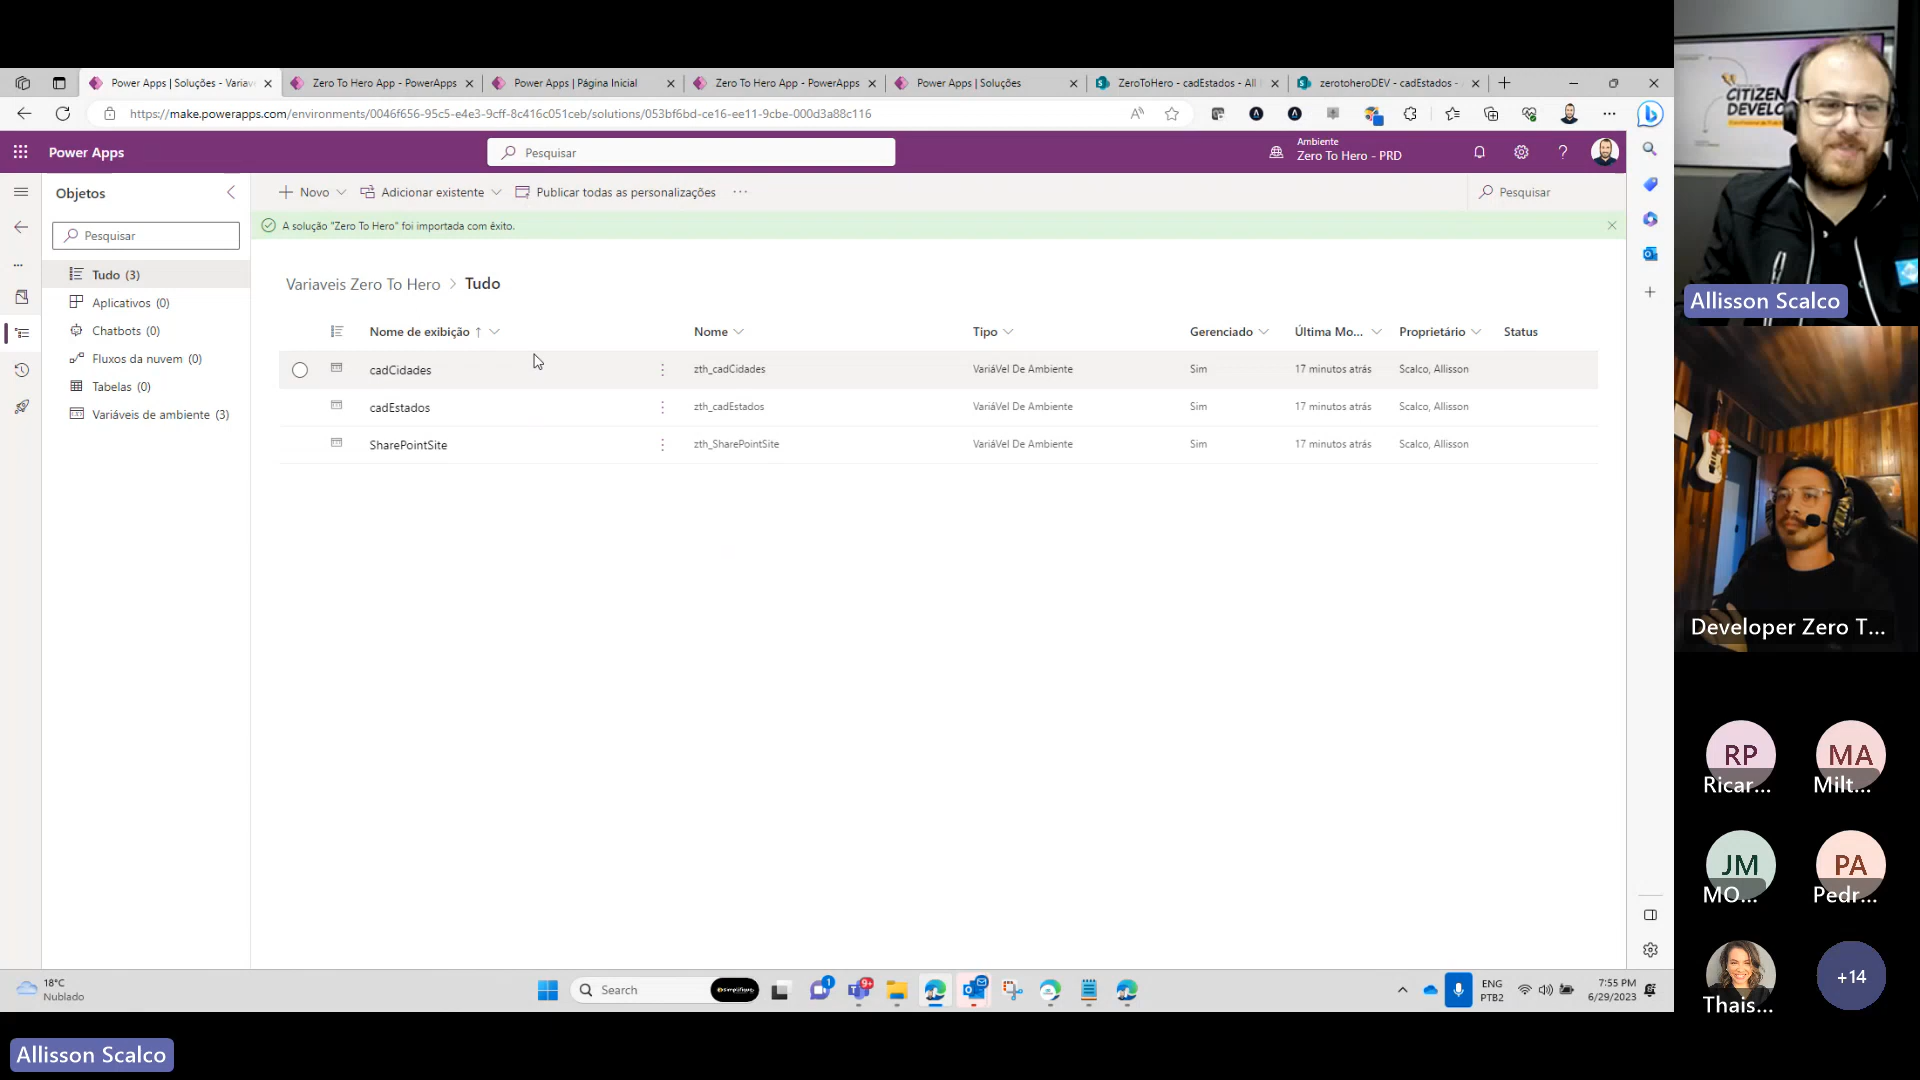 Power Apps | Soluções - Variav
Zero To Hero App - PowerApps
Power Apps | Página Inicial
Zero To Hero App - PowerApps
Power Apps | Soluções
ZeroToHero - cadEstados - All
zerotoheroDEV - cadEstados -
https://make.powerapps.com/environments/0046f656-95c5-e4e3-9cff-8c416c051ceb/solutions/053bf6bd-ce16-ee11-9cbe-000d3a88c116
Power Apps
Pesquisar
Ambiente
Zero To Hero - PRD
Objetos
Novo
Adicionar existente
Publicar todas as personalizações
Pesquisar
A solução "Zero To Hero" foi importada com êxito.
Pesquisar
Tudo (3)
Aplicativos (0)
Chatbots (0)
Fluxos da nuvem (0)
Tabelas (0)
Variáveis de ambiente (3)
Variaveis Zero To Hero > Tudo
Nome de exibição ↑ Nome Tipo Gerenciado Última Mo... Proprietário Status
cadCidades zth_cadCidades VariáVel De Ambiente Sim 17 minutos atrás Scalco, Allisson
cadEstados zth_cadEstados VariáVel De Ambiente Sim 17 minutos atrás Scalco, Allisson
SharePointSite zth_SharePointSite VariáVel De Ambiente Sim 17 minutos atrás Scalco, Allisson
18°C
Nublado
Search
1
9+
ENG
PTB2
7:55 PM
6/29/2023
CITIZEN
DEVELO
Allisson Scalco
Developer Zero T...
RP
Ricar...
MA
Milt...
JM
MO...
PA
Pedr...
Thais...
+14
Allisson Scalco